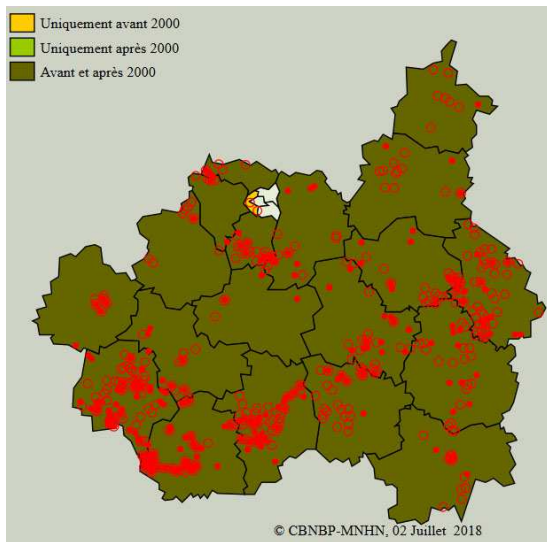 Uniquement avant 2000
Uniquement après 2000
Avant et après 2000
© CBNBP-MNHN, 02 Juillet 2018